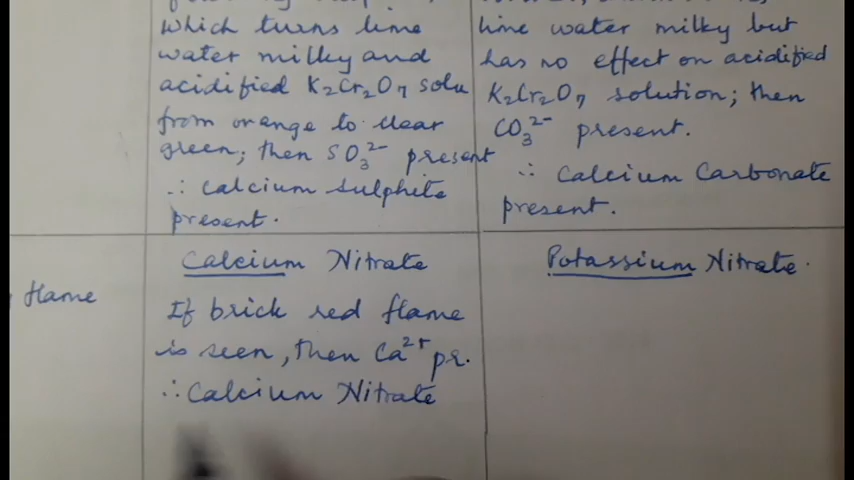 which turns lime
water milky and
acidified K₂Cr₂O₇ solu
from orange to clear
green; then SO₃²⁻ present
∴ Calcium Sulphite
present.
lime water milky but
has no effect on acidified
K₂Cr₂O₇ solution; then
CO₃²⁻ present.
∴ Calcium Carbonate
present.
flame
Calcium Nitrate
If brick red flame
is seen, then Ca²⁺ pr.
∴ Calcium Nitrate
Potassium Nitrate.